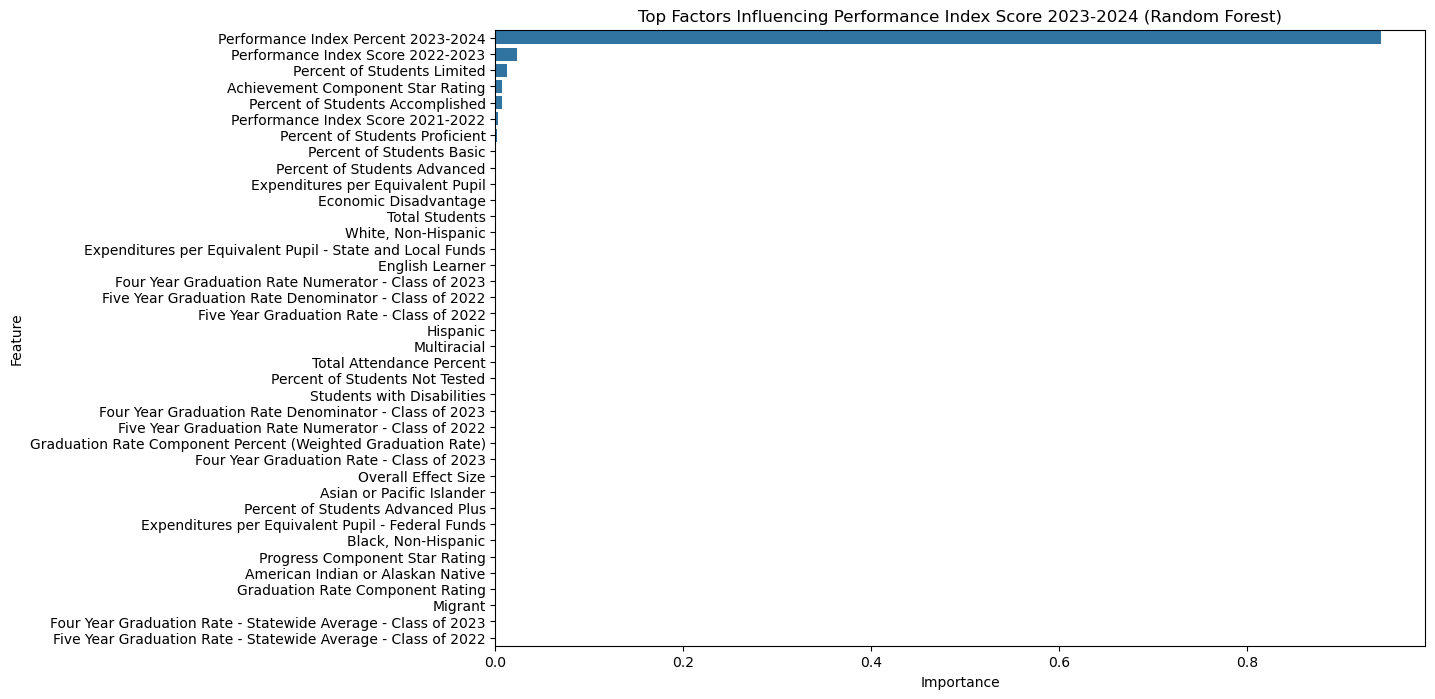 Top Factors Influencing Performance Index Score 2023-2024 (Random Forest)
Performance Index Percent 2023-2024
Performance Index Score 2022-2023
Percent of Students Limited
Achievement Component Star Rating
Percent of Students Accomplished
Performance Index Score 2021-2022
Percent of Students Proficient
Percent of Students Basic
Percent of Students Advanced
Expenditures per Equivalent Pupil
Economic Disadvantage
Total Students
White, Non-Hispanic
Expenditures per Equivalent Pupil - State and Local Funds
English Learner
Four Year Graduation Rate Numerator - Class of 2023
Five Year Graduation Rate Denominator - Class of 2022
Five Year Graduation Rate - Class of 2022
Hispanic
Multiracial
Total Attendance Percent
Percent of Students Not Tested
Students with Disabilities
Four Year Graduation Rate Denominator - Class of 2023
Five Year Graduation Rate Numerator - Class of 2022
Graduation Rate Component Percent (Weighted Graduation Rate)
Four Year Graduation Rate - Class of 2023
Overall Effect Size
Asian or Pacific Islander
Percent of Students Advanced Plus
Expenditures per Equivalent Pupil - Federal Funds
Black, Non-Hispanic
Progress Component Star Rating
American Indian or Alaskan Native
Graduation Rate Component Rating
Migrant
Four Year Graduation Rate - Statewide Average - Class of 2023
Five Year Graduation Rate - Statewide Average - Class of 2022
Feature
0.0 0.2 0.4 0.6 0.8
Importance